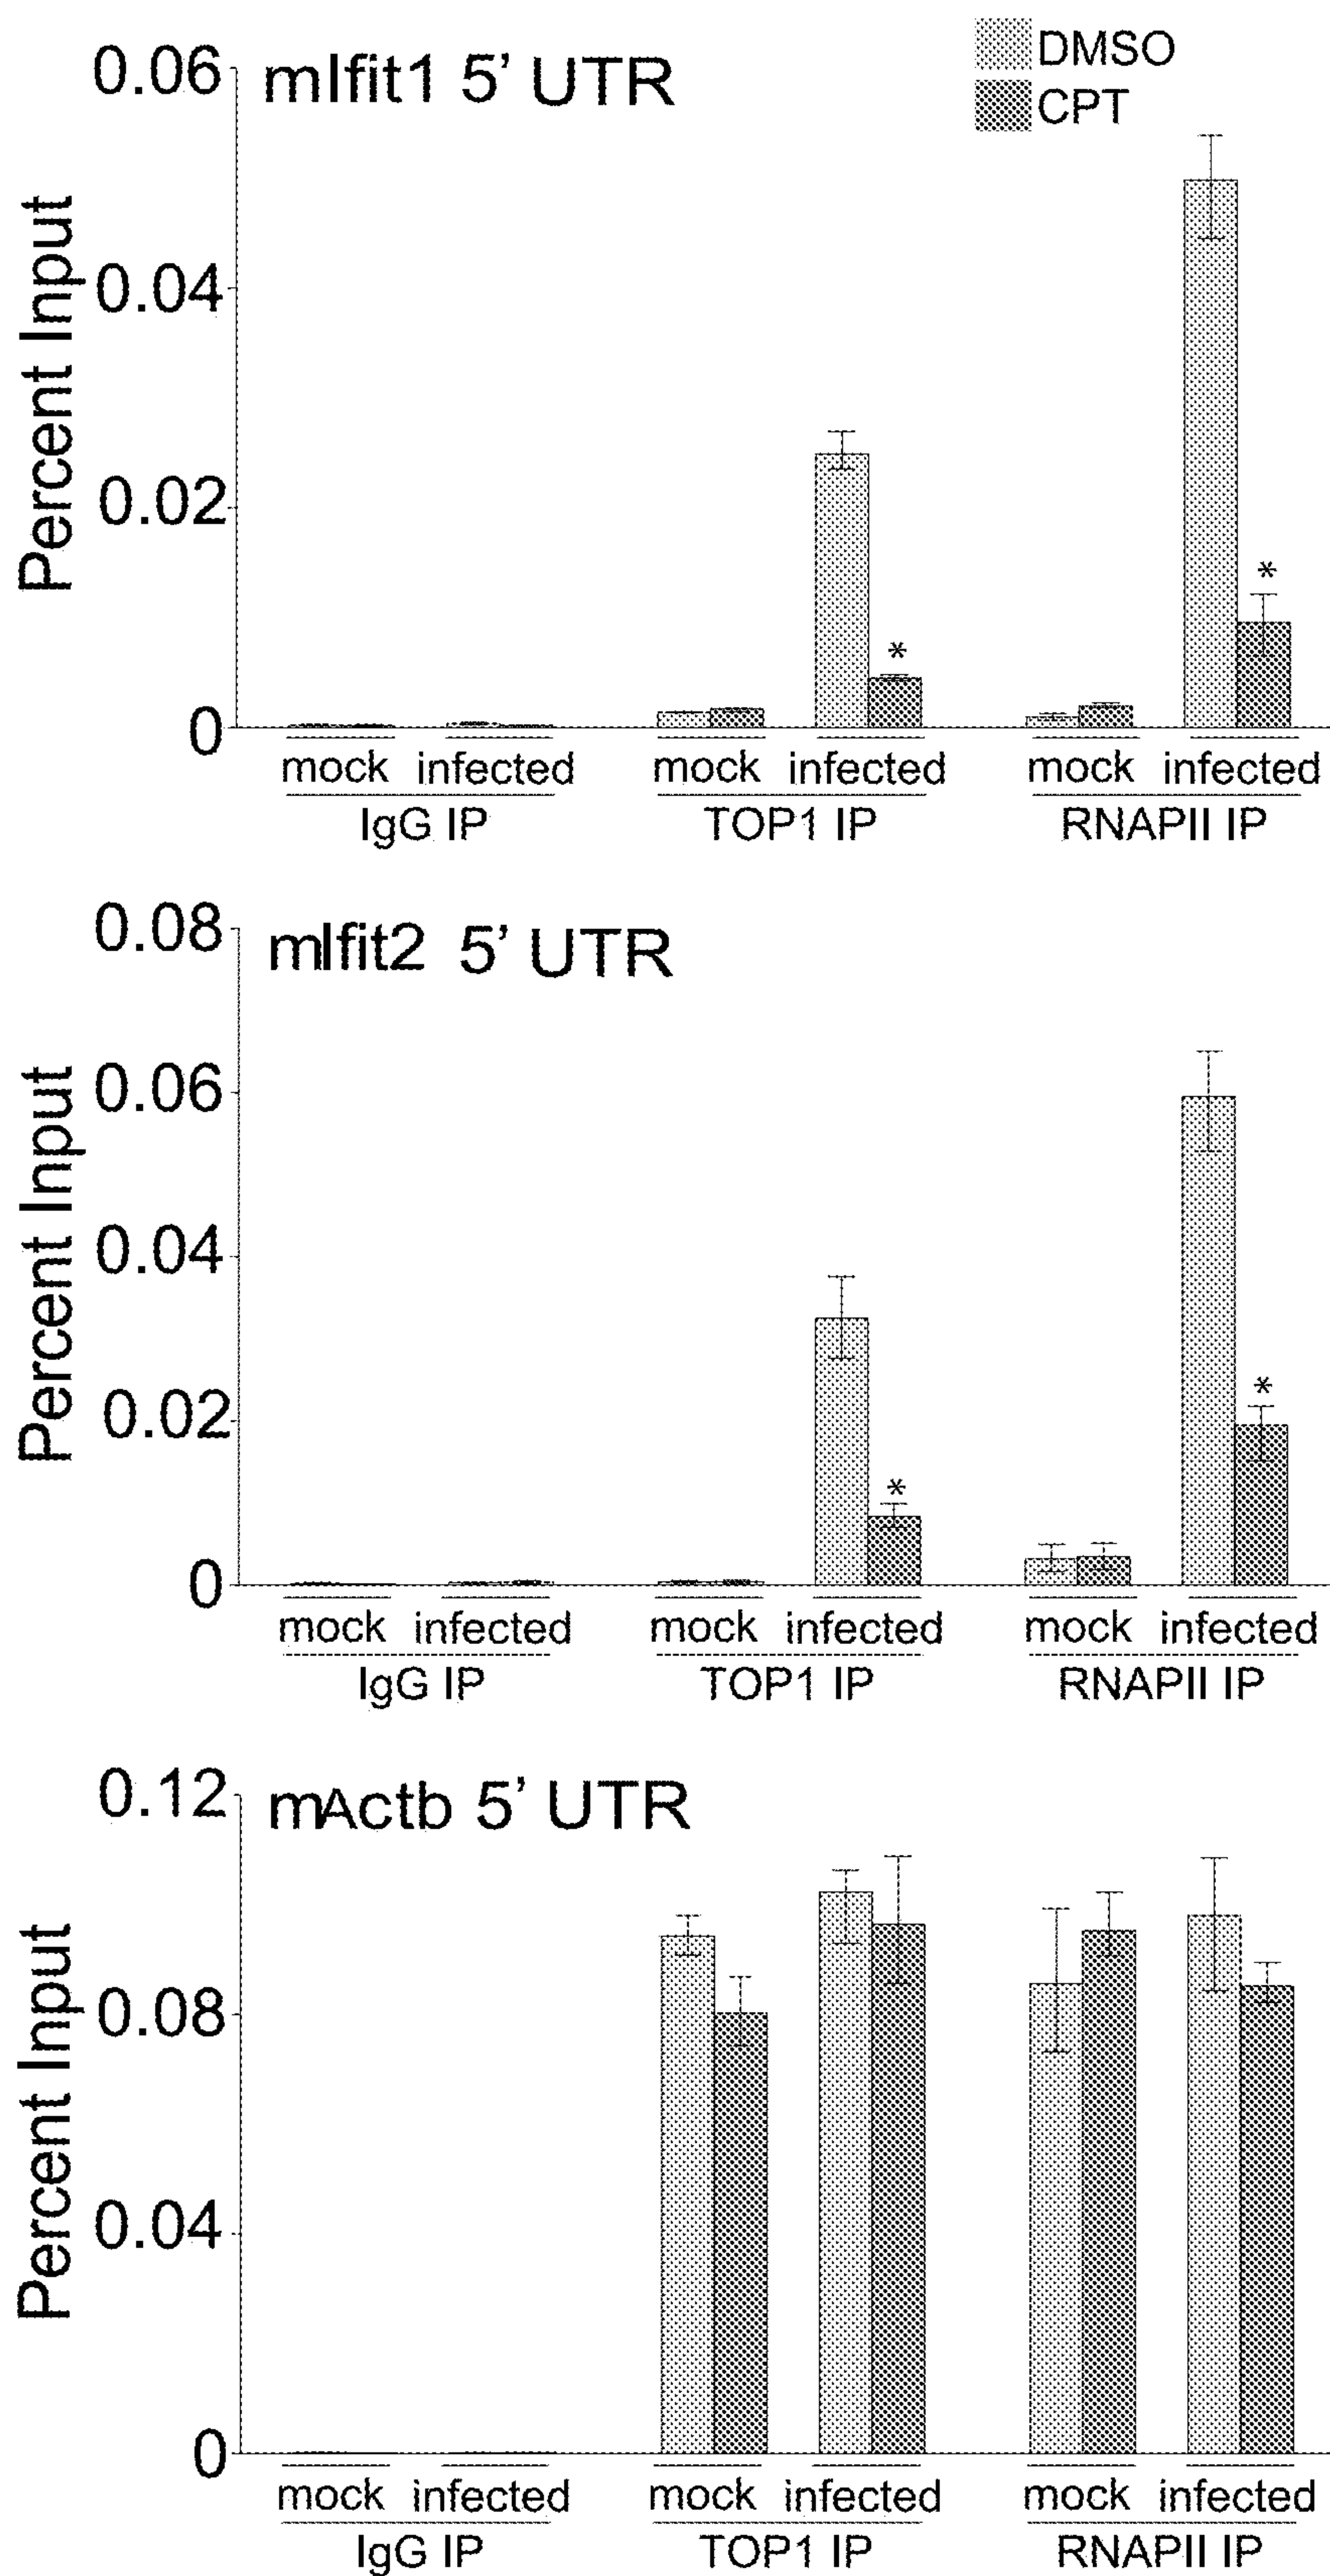 DMSO
CPT
mIfit1 5’ UTR
Percent Input
0.06
0.04
0.02
0
*
*
mock infected mock infected mock infected
IgG IP TOP1 IP RNAPII IP
mIfit2 5’ UTR
Percent Input
0.08
0.06
0.04
0.02
0
*
*
mock infected mock infected mock infected
IgG IP TOP1 IP RNAPII IP
mActb 5’ UTR
Percent Input
0.12
0.08
0.04
0
mock infected mock infected mock infected
IgG IP TOP1 IP RNAPII IP